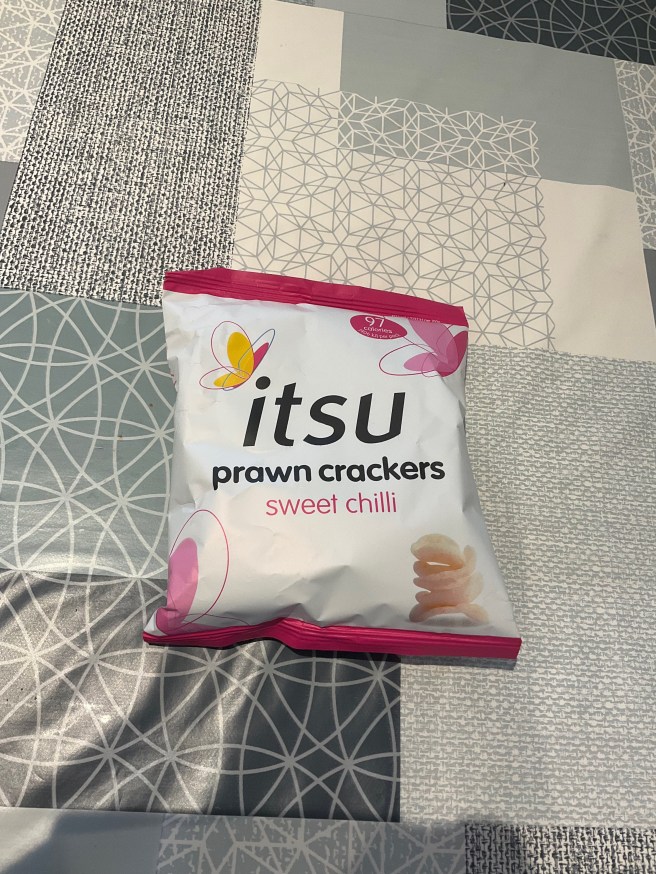 97
calories
itsu
prawn crackers
sweet chilli